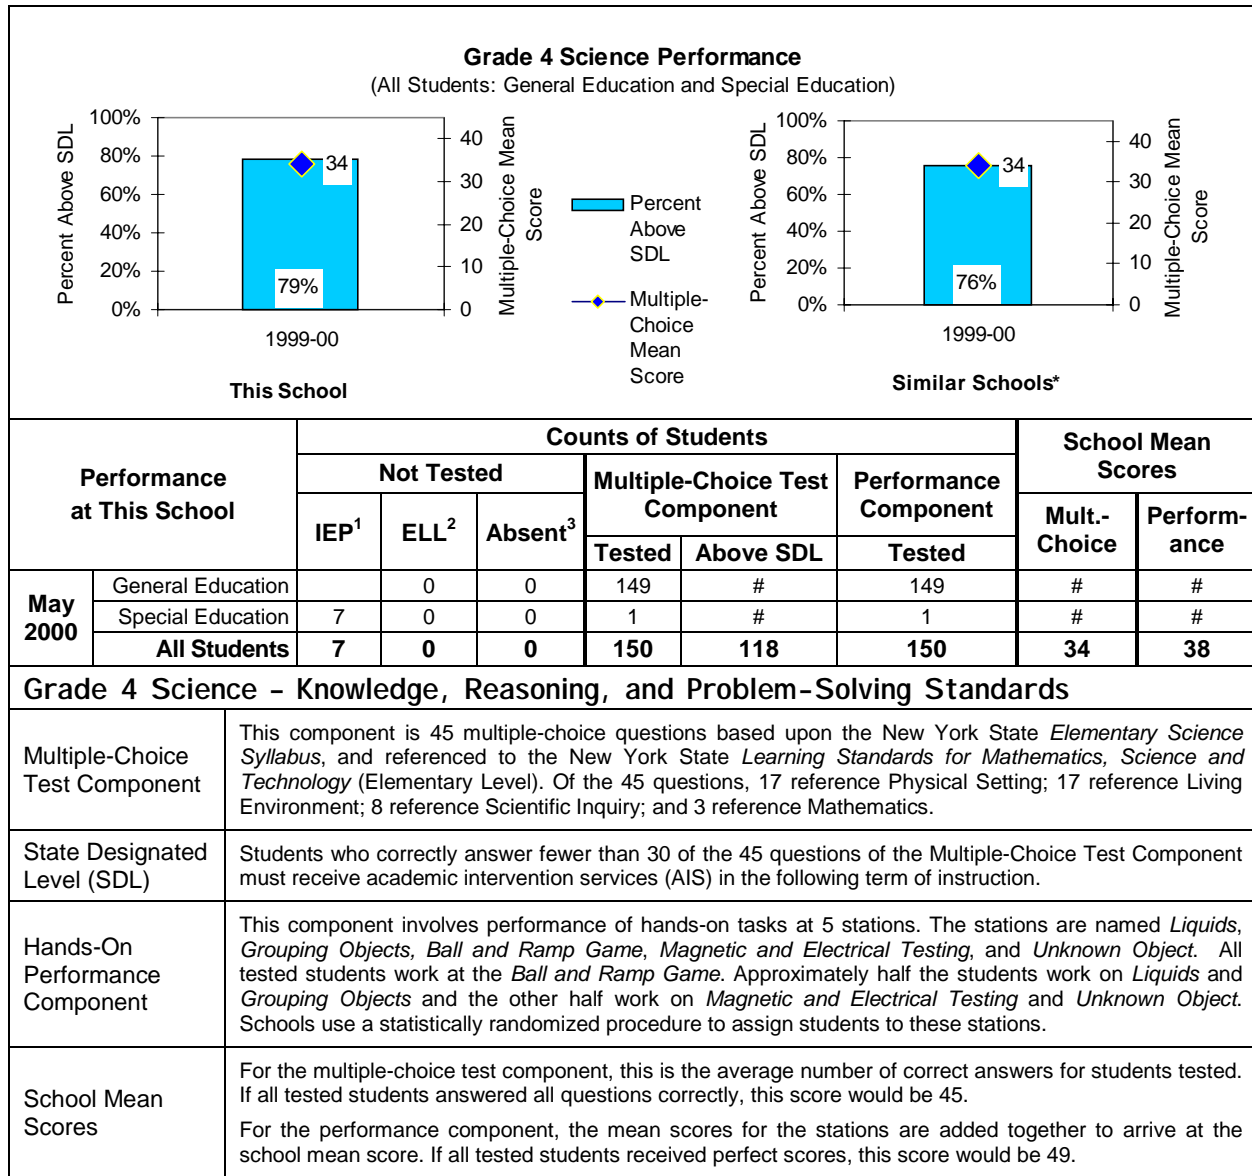 Grade 4 Science Performance
(All Students: General Education and Special Education)
Percent Above SDL
100%
80%
60%
40%
20%
0%
34
79%
40
30
20
10
0
Multiple-Choice Mean
Score
1999-00
This School
Percent
Above
SDL
Multiple-
Choice
Mean
Score
Percent Above SDL
100%
80%
60%
40%
20%
0%
34
76%
40
30
20
10
0
Multiple-Choice Mean
Score
1999-00
Similar Schools*
Performance
at This School
Counts of Students
School Mean
Scores
Not Tested
Multiple-Choice Test
Component
Performance
Component
IEP1 ELL2 Absent3
Mult.-
Choice
Perform-
ance
Tested Above SDL Tested
May
2000
General Education 0 0 149 # 149 # #
Special Education 7 0 0 1 # 1 # #
All Students 7 0 0 150 118 150 34 38
Grade 4 Science – Knowledge, Reasoning, and Problem-Solving Standards
Multiple-Choice
Test Component
This component is 45 multiple-choice questions based upon the New York State Elementary Science
Syllabus, and referenced to the New York State Learning Standards for Mathematics, Science and
Technology (Elementary Level). Of the 45 questions, 17 reference Physical Setting; 17 reference Living
Environment; 8 reference Scientific Inquiry; and 3 reference Mathematics.
State Designated
Level (SDL)
Students who correctly answer fewer than 30 of the 45 questions of the Multiple-Choice Test Component
must receive academic intervention services (AIS) in the following term of instruction.
Hands-On
Performance
Component
This component involves performance of hands-on tasks at 5 stations. The stations are named Liquids,
Grouping Objects, Ball and Ramp Game, Magnetic and Electrical Testing, and Unknown Object. All
tested students work at the Ball and Ramp Game. Approximately half the students work on Liquids and
Grouping Objects and the other half work on Magnetic and Electrical Testing and Unknown Object.
Schools use a statistically randomized procedure to assign students to these stations.
School Mean
Scores
For the multiple-choice test component, this is the average number of correct answers for students tested.
If all tested students answered all questions correctly, this score would be 45.
For the performance component, the mean scores for the stations are added together to arrive at the
school mean score. If all tested students received perfect scores, this score would be 49.